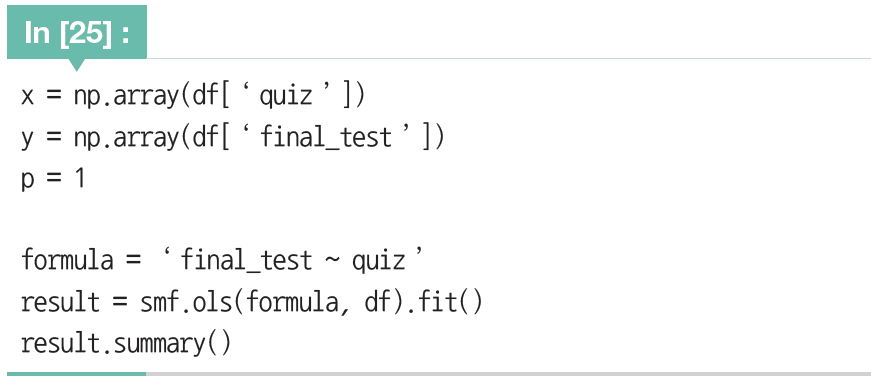 In [25] :
x = np.array(df[ ‘ quiz ’ ])
y = np.array(df[ ‘ final_test ’ ])
p = 1
formula = ‘ final_test ~ quiz ’
result = smf.ols(formula, df).fit()
result.summary()